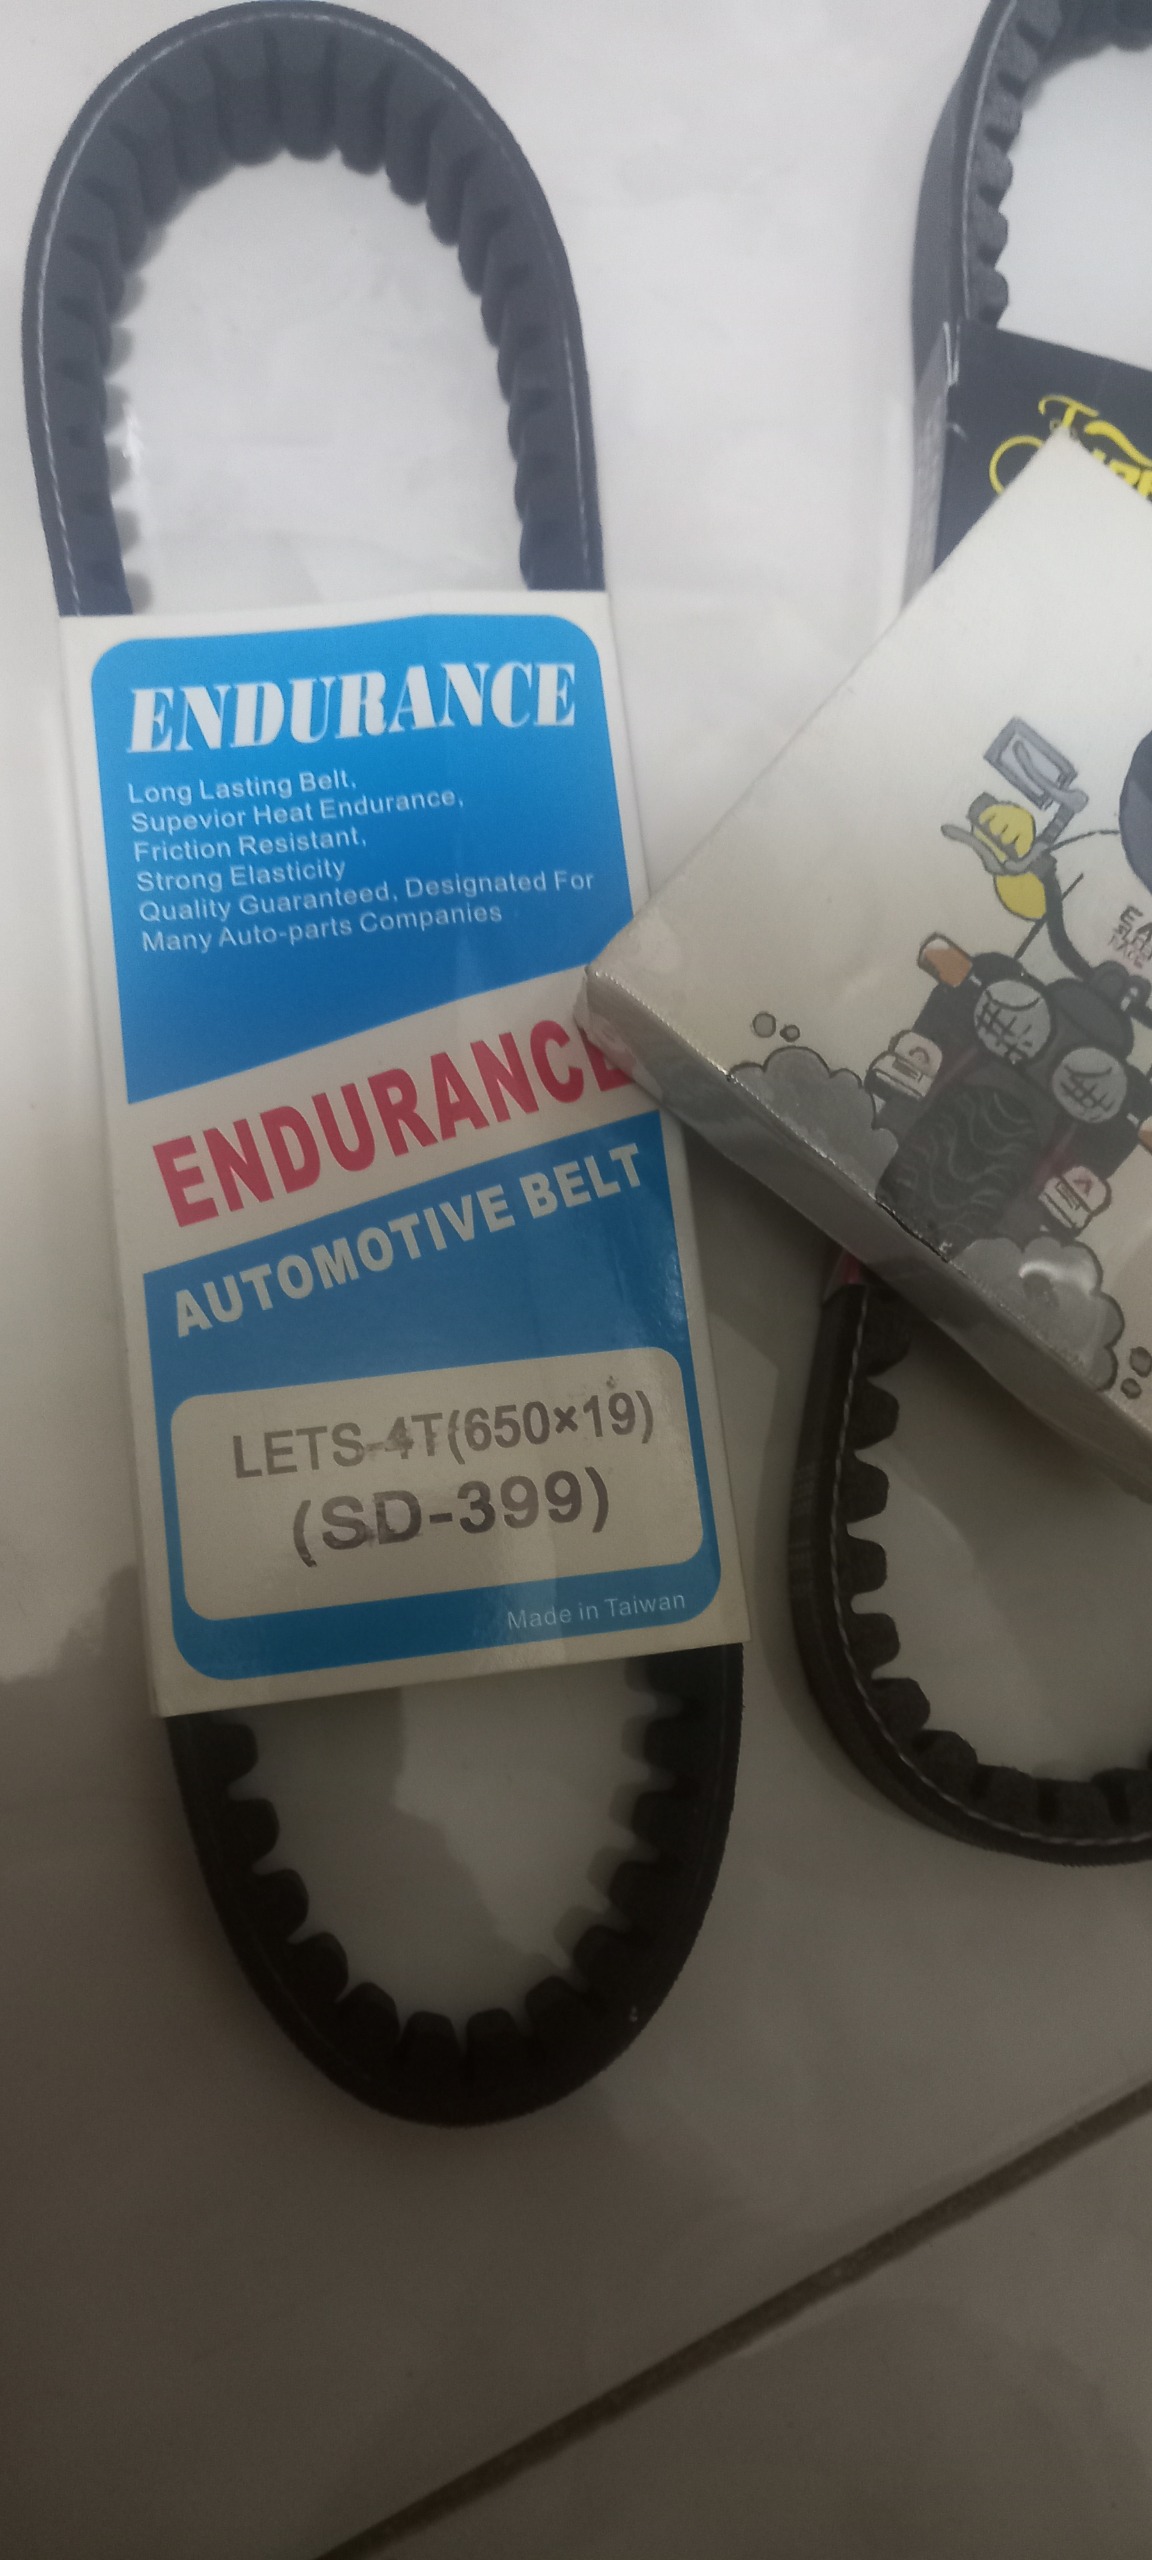 ENDURANCE
Long Lasting Belt,
Supevior Heat Endurance,
Friction Resistant,
Strong Elasticity
Quality Guaranteed, Designated For
Many Auto-parts Companies
ENDURANCE
AUTOMOTIVE BELT
LETS-4T(650×19)
(SD-399)
Made in Taiwan